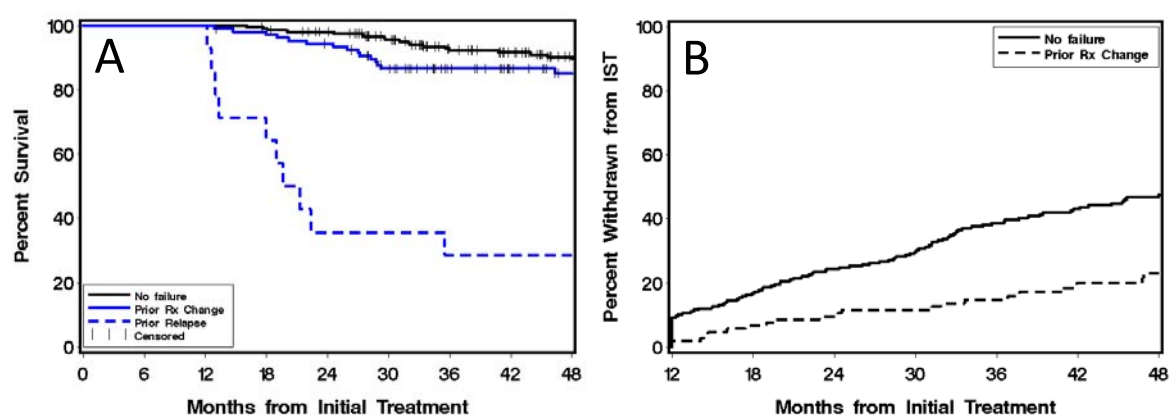 A
Percent Survival
100
80
60
40
20
0
No failure
Prior Rx Change
Prior Relapse
Censored
0 6 12 18 24 30 36 42 48
Months from Initial Treatment
B
Percent Withdrawn from IST
100
80
60
40
20
0
No failure
Prior Rx Change
12 18 24 30 36 42 48
Months from Initial Treatment